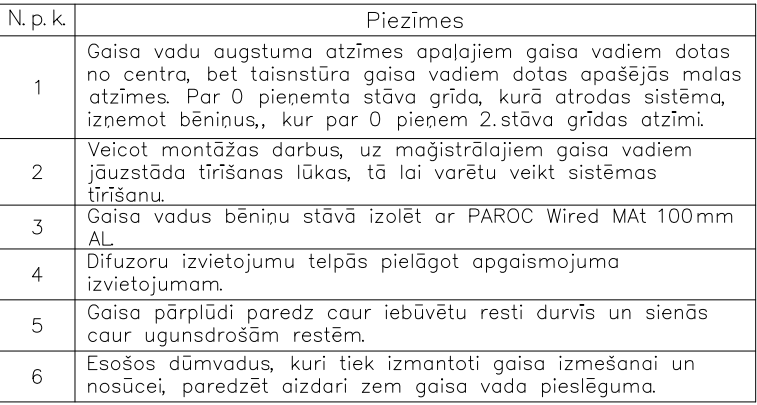 N. p. k. Piezīmes
1 Gaisa vadu augstuma atzīmes apaļajiem gaisa vadiem dotas
no centra, bet taisnstūra gaisa vadiem dotas apašējās malas
atzīmes. Par 0 pieņemta stāva grīda, kurā atrodas sistēma,
izņemot bēniņus,, kur par 0 pieņem 2.stāva grīdas atzīmi.
2 Veicot montāžas darbus, uz maģistrālajiem gaisa vadiem
jāuzstāda tīrīšanas lūkas, tā lai varētu veikt sistēmas
tīrīšanu.
3 Gaisa vadus bēniņu stāvā izolēt ar PAROC Wired MAt 100mm
AL.
4 Difuzoru izvietojumu telpās pielāgot apgaismojuma
izvietojumam.
5 Gaisa pārplūdi paredz caur iebūvētu resti durvīs un sienās
caur ugunsdrošām restēm.
6 Esošos dūmvadus, kuri tiek izmantoti gaisa izmešanai un
nosūcei, paredzēt aizdari zem gaisa vada pieslēguma.